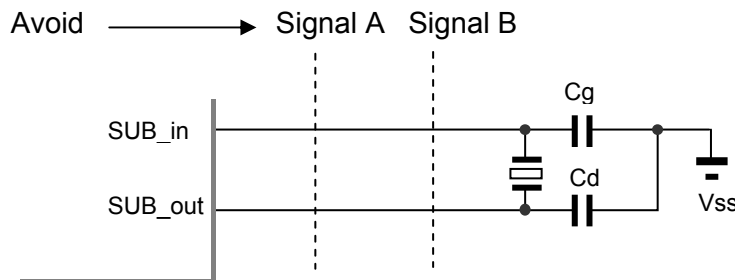 Avoid Signal A Signal B
Cg
SUB_in
Cd
SUB_out
Vss